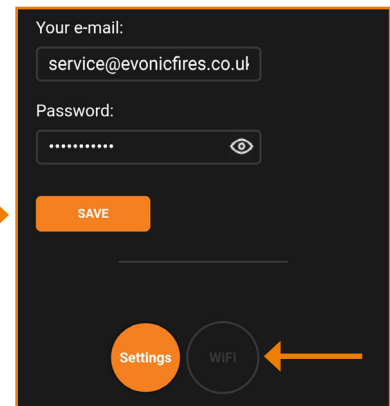 Your e-mail:
service@evonicfires.co.uk
Password:
•••••••••••
SAVE
Settings
WiFi